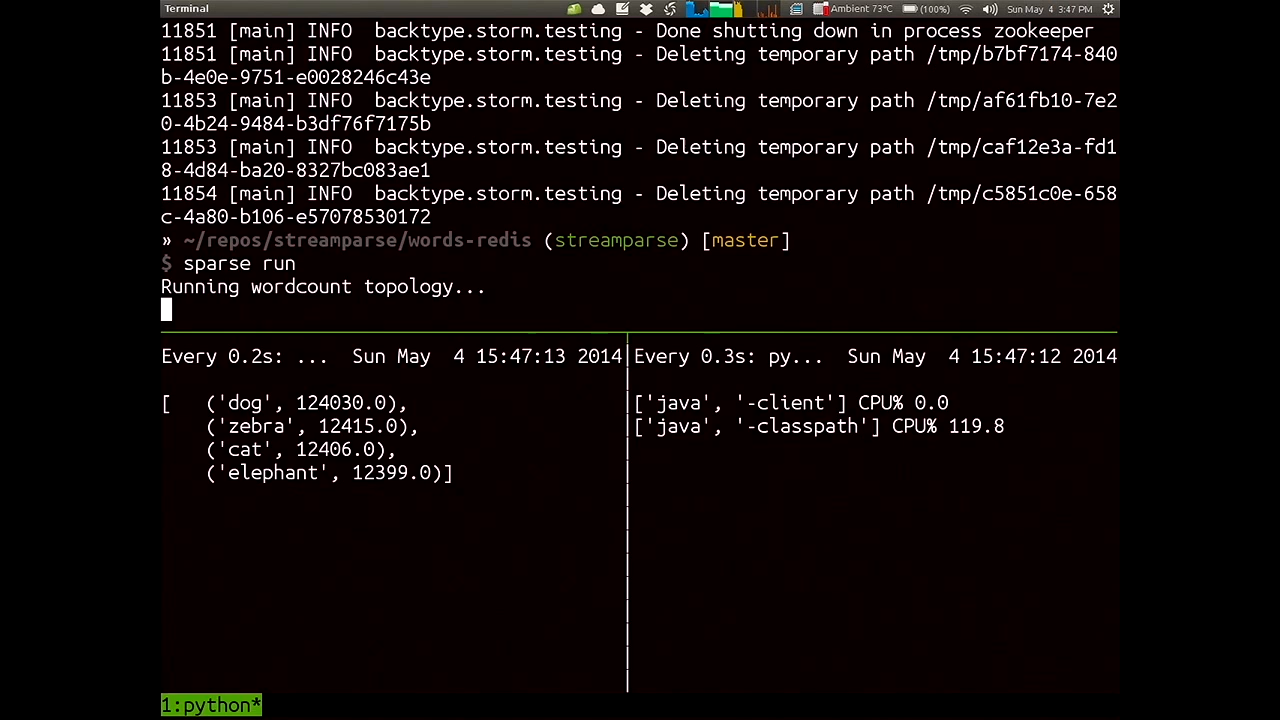 Terminal
Ambient 73°C
(100%)
Sun May 4 3:47 PM
11851 [main] INFO  backtype.storm.testing - Done shutting down in process zookeeper
11851 [main] INFO  backtype.storm.testing - Deleting temporary path /tmp/b7bf7174-840
b-4e0e-9751-e0028246c43e
11853 [main] INFO  backtype.storm.testing - Deleting temporary path /tmp/af61fb10-7e2
0-4b24-9484-b3df76f7175b
11853 [main] INFO  backtype.storm.testing - Deleting temporary path /tmp/caf12e3a-fd1
8-4d84-ba20-8327bc083ae1
11854 [main] INFO  backtype.storm.testing - Deleting temporary path /tmp/c5851c0e-658
c-4a80-b106-e57078530172
» ~/repos/streamparse/words-redis (streamparse) [master]
$ sparse run
Running wordcount topology...
Every 0.2s: ...  Sun May  4 15:47:13 2014
[   ('dog', 124030.0),
('zebra', 12415.0),
('cat', 12406.0),
('elephant', 12399.0)]
Every 0.3s: py...  Sun May  4 15:47:12 2014
['java', '-client'] CPU% 0.0
['java', '-classpath'] CPU% 119.8
1:python*